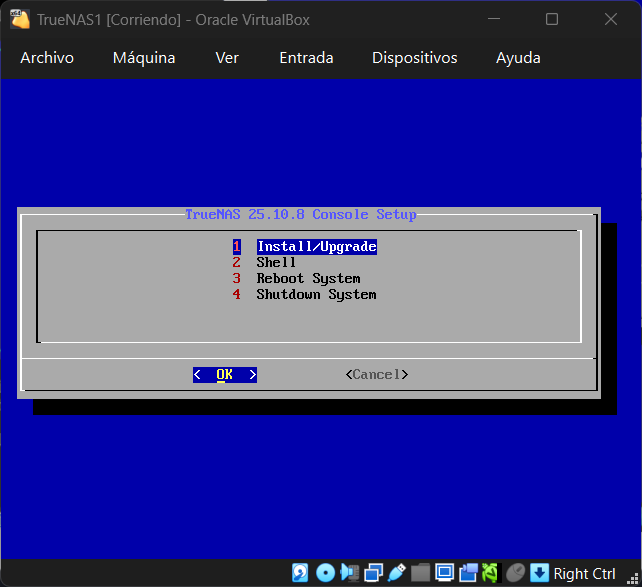 TrueNAS1 [Corriendo] - Oracle VirtualBox
Archivo Máquina Ver Entrada Dispositivos Ayuda
TrueNAS 25.10.8 Console Setup
1 Install/Upgrade
2 Shell
3 Reboot System
4 Shutdown System
< OK > <Cancel>
Right Ctrl